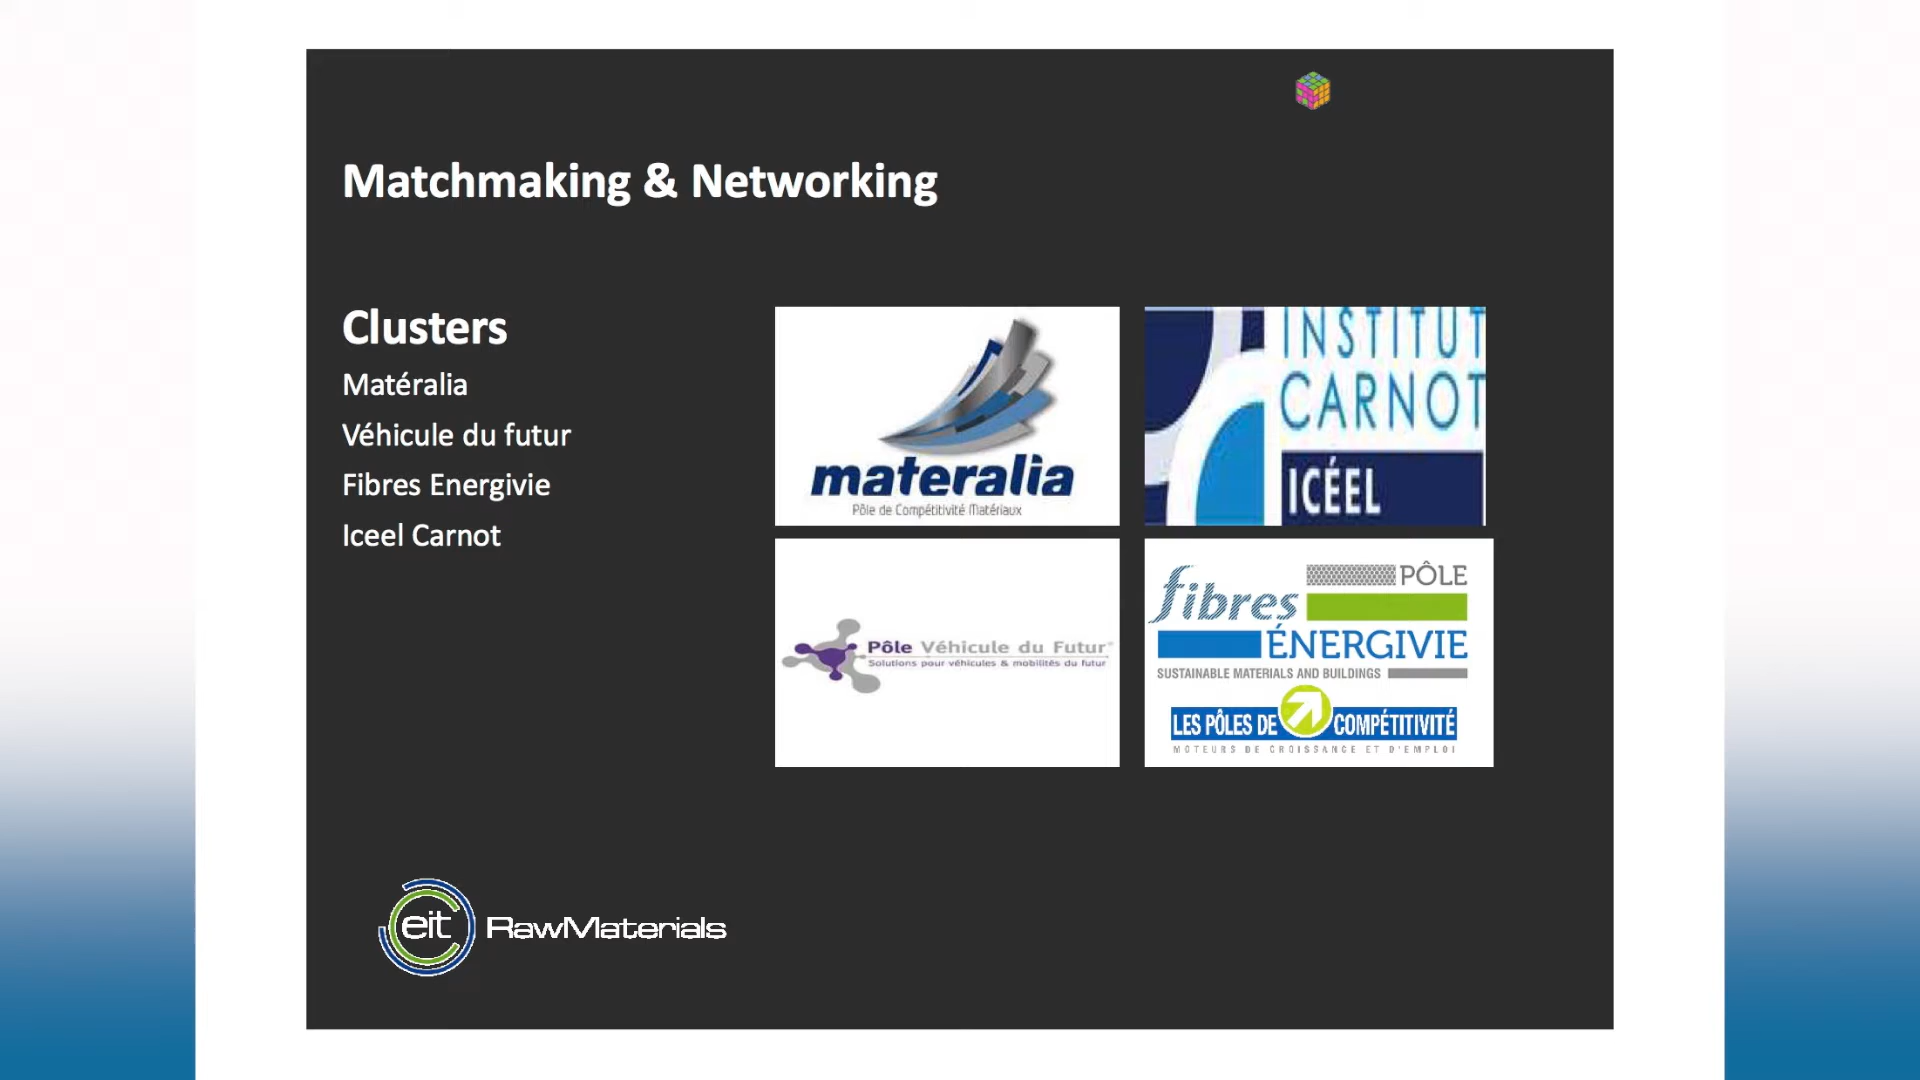 Matchmaking & Networking
Clusters
Matéralia
Véhicule du futur
Fibres Energivie
Iceel Carnot
materalia
Pôle de Compétitivité Matériaux
INSTITUT
CARNOT
ICÉEL
Pôle Véhicule du Futur
Solutions pour véhicules & mobilités du futur
PÔLE
fibres
ÉNERGIVIE
SUSTAINABLE MATERIALS AND BUILDINGS
LES PÔLES DE COMPÉTITIVITÉ
MOTEURS DE CROISSANCE ET D'EMPLOI
eit RawMaterials